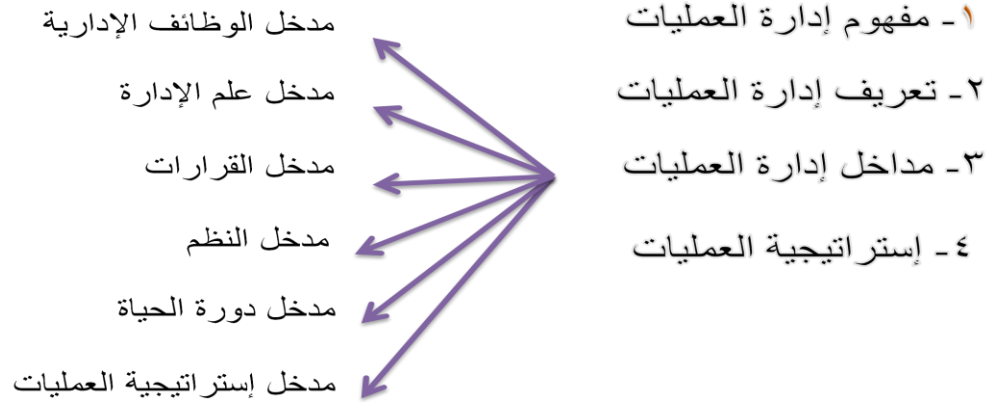 ١- مفهوم إدارة العمليات
٢- تعريف إدارة العمليات
٣- مداخل إدارة العمليات
٤- إستراتيجية العمليات
مدخل الوظائف الإدارية
مدخل علم الإدارة
مدخل القرارات
مدخل النظم
مدخل دورة الحياة
مدخل إستراتيجية العمليات